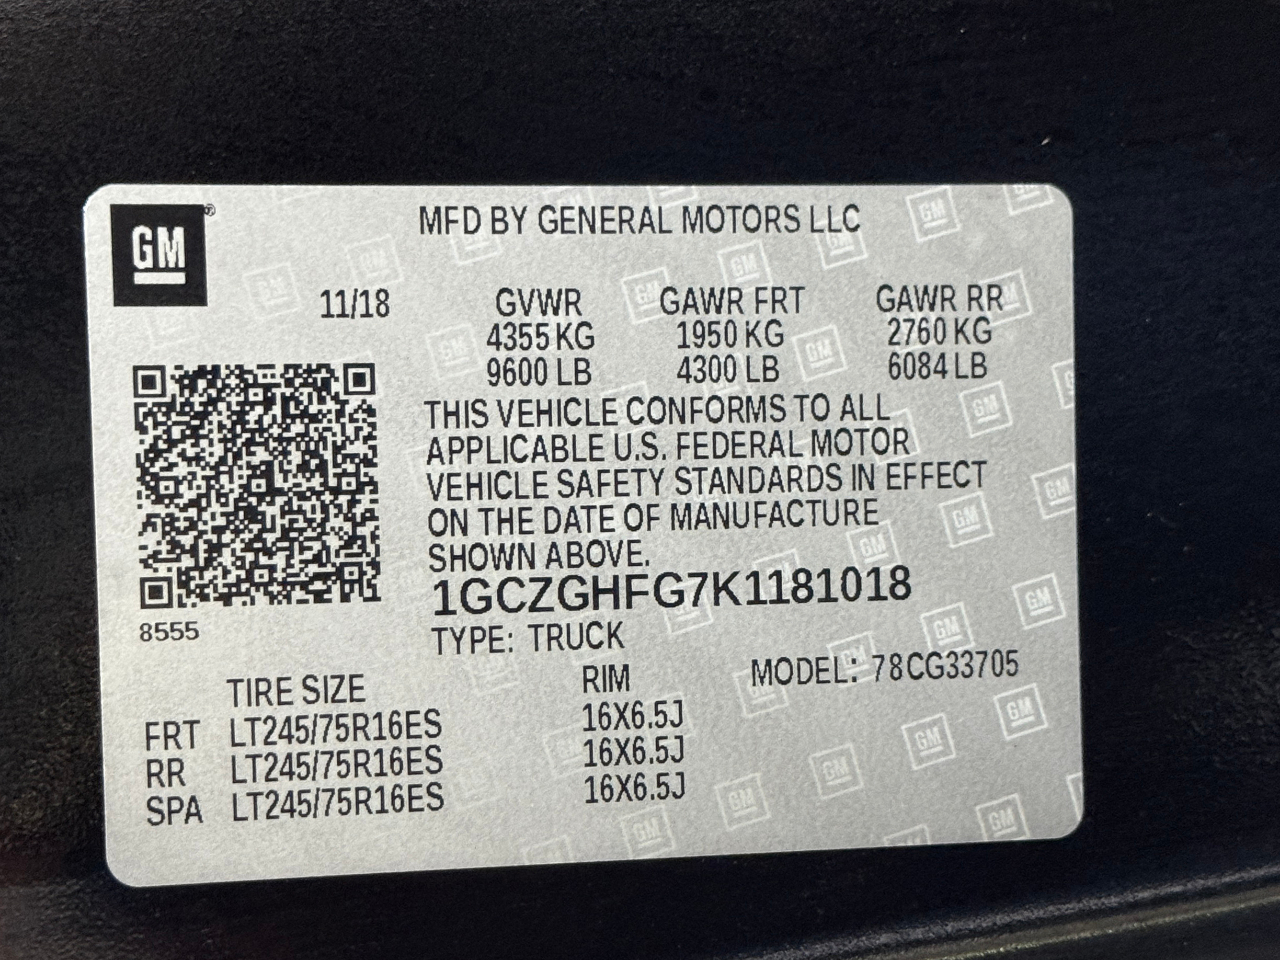 GM ®
MFD BY GENERAL MOTORS LLC
11/18 GVWR GAWR FRT GAWR RR
4355 KG 1950 KG 2760 KG
9600 LB 4300 LB 6084 LB
THIS VEHICLE CONFORMS TO ALL
APPLICABLE U.S. FEDERAL MOTOR
VEHICLE SAFETY STANDARDS IN EFFECT
ON THE DATE OF MANUFACTURE
SHOWN ABOVE.
1GCZGHFG7K1181018
8555
TYPE: TRUCK
MODEL: 78CG33705
TIRE SIZE RIM
FRT LT245/75R16ES 16X6.5J
RR LT245/75R16ES 16X6.5J
SPA LT245/75R16ES 16X6.5J